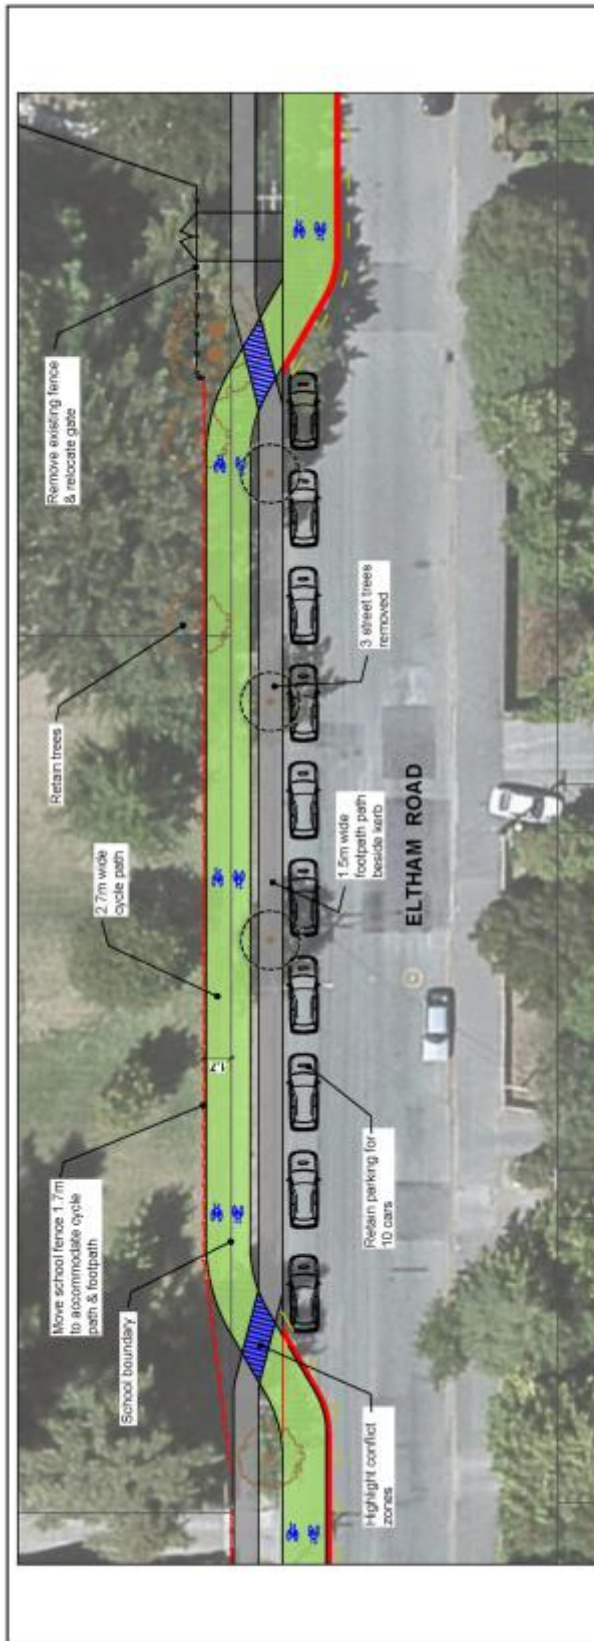 Move school fence 1.7m
to accommodate cycle
path & footpath
School boundary
2.7m wide
cycle path
Retain trees
Remove existing fence
& relocate gate
1.7
Highlight conflict
zones
Retain parking for
10 cars
1.5m wide
footpath path
beside kerb
3 street trees
removed
ELTHAM ROAD